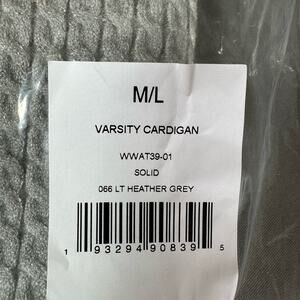 M/L
VARSITY CARDIGAN
WWAT39-01
SOLID
066 LT HEATHER GREY
1 93294 90839 5